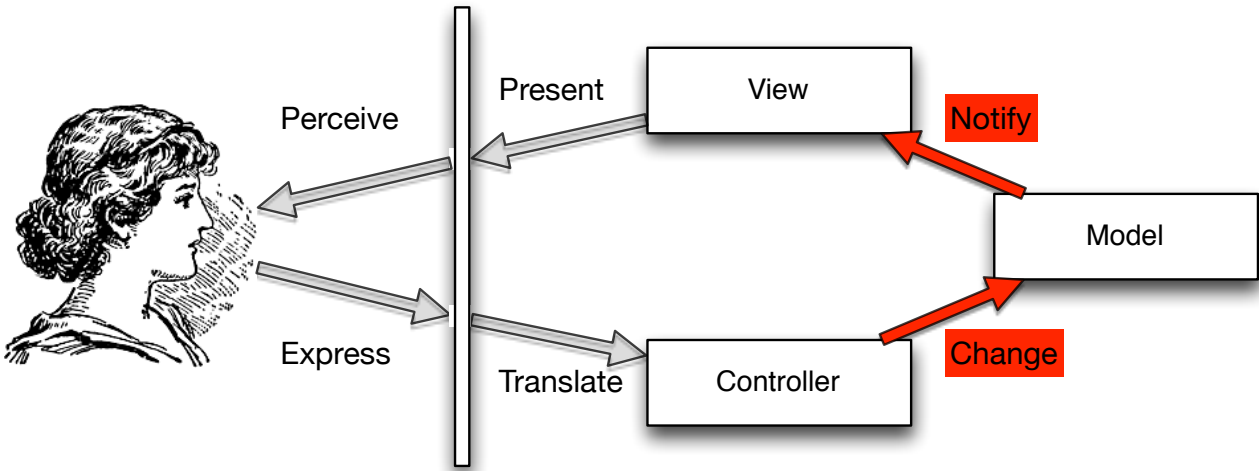 Present
View
Perceive
Notify
Model
Express
Translate
Controller
Change